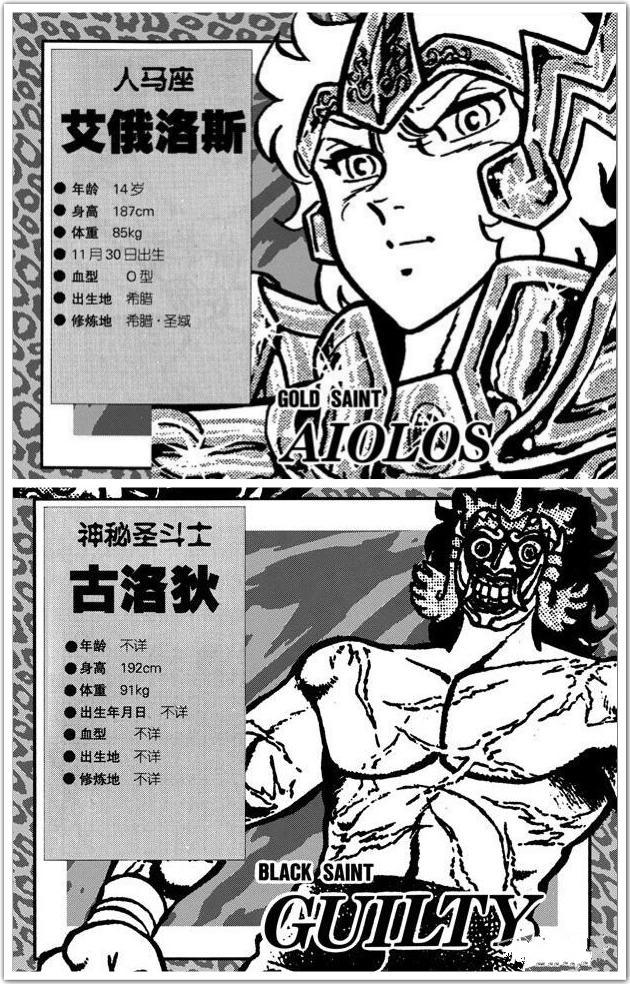 人马座
艾俄洛斯
● 年龄 14岁
● 身高 187cm
● 体重 85kg
● 11月30日出生
● 血型 O型
● 出生地 希腊
● 修炼地 希腊·圣域
GOLD SAINT
AIOLOS
神秘圣斗士
古洛狄
● 年龄 不详
● 身高 192cm
● 体重 91kg
● 出生年月日 不详
● 血型 不详
● 出生地 不详
● 修炼地 不详
BLACK SAINT
GUILTY